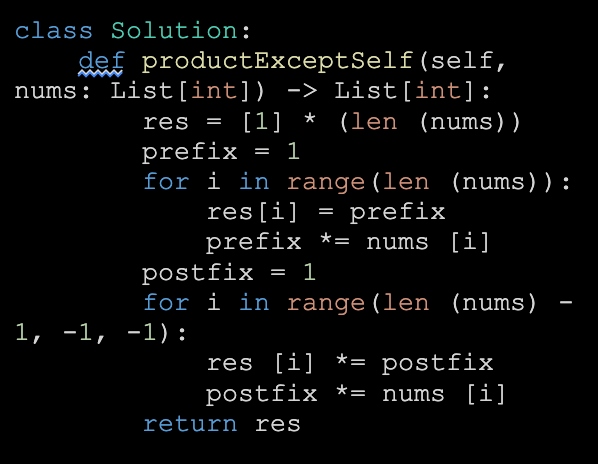 class Solution:
    def productExceptSelf(self,
nums: List[int]) -> List[int]:
        res = [1] * (len (nums))
        prefix = 1
        for i in range(len (nums)):
            res[i] = prefix
            prefix *= nums [i]
        postfix = 1
        for i in range(len (nums) -
1, -1, -1):
            res [i] *= postfix
            postfix *= nums [i]
        return res